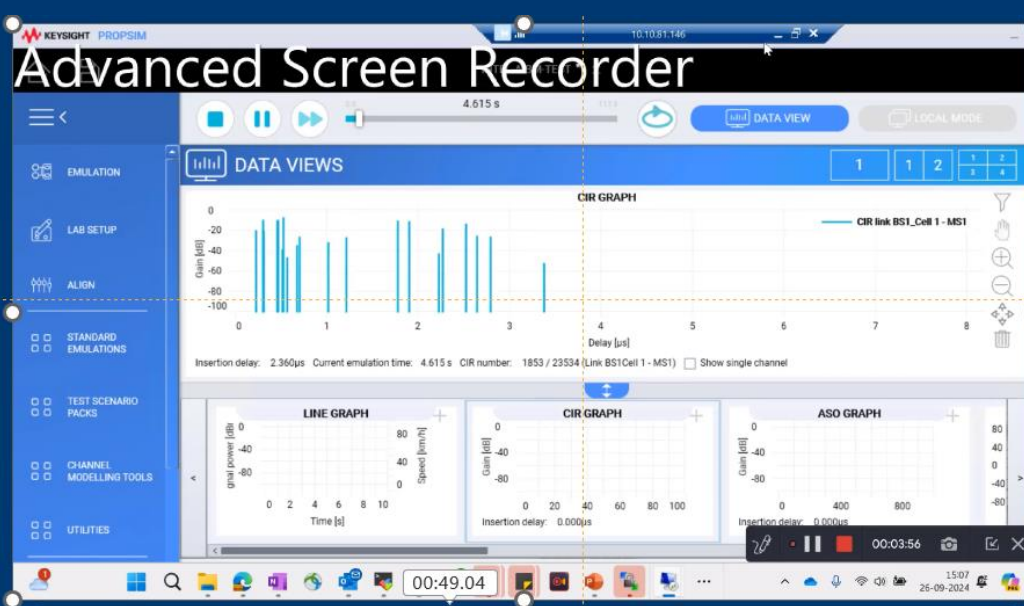 KEYSIGHT PROPSIM
10.10.81.146
Advanced Screen Recorder
4.615 s
DATA VIEW
LOCAL MODE
DATA VIEWS
1
1 2
1 2
3 4
EMULATION
LAB SETUP
ALIGN
STANDARD
EMULATIONS
TEST SCENARIO
PACKS
CHANNEL
MODELLING TOOLS
UTILITIES
CIR GRAPH
CIR link BS1_Cell 1 - MS1
Gain [dB]
0
-20
-40
-60
-80
-100
0 1 2 3 4 5 6 7 8
Delay [µs]
Insertion delay: 2.360µs Current emulation time: 4.615 s CIR number: 1853 / 23534 (Link BS1Cell 1 - MS1) Show single channel
LINE GRAPH
gnal power [dB]
0
-40
-80
80
40
0
Speed [km/h]
0 2 4 6 8 10
Time [s]
CIR GRAPH
Gain [dB]
0
-40
-80
0 20 40 60 80 100
Insertion delay: 0.000µs
ASO GRAPH
Gain [dB]
0
-40
-80
0 400 800
Insertion delay: 0.000µs
80
40
0
-40
-80
00:03:56
00:49.04
15:07
26-09-2024